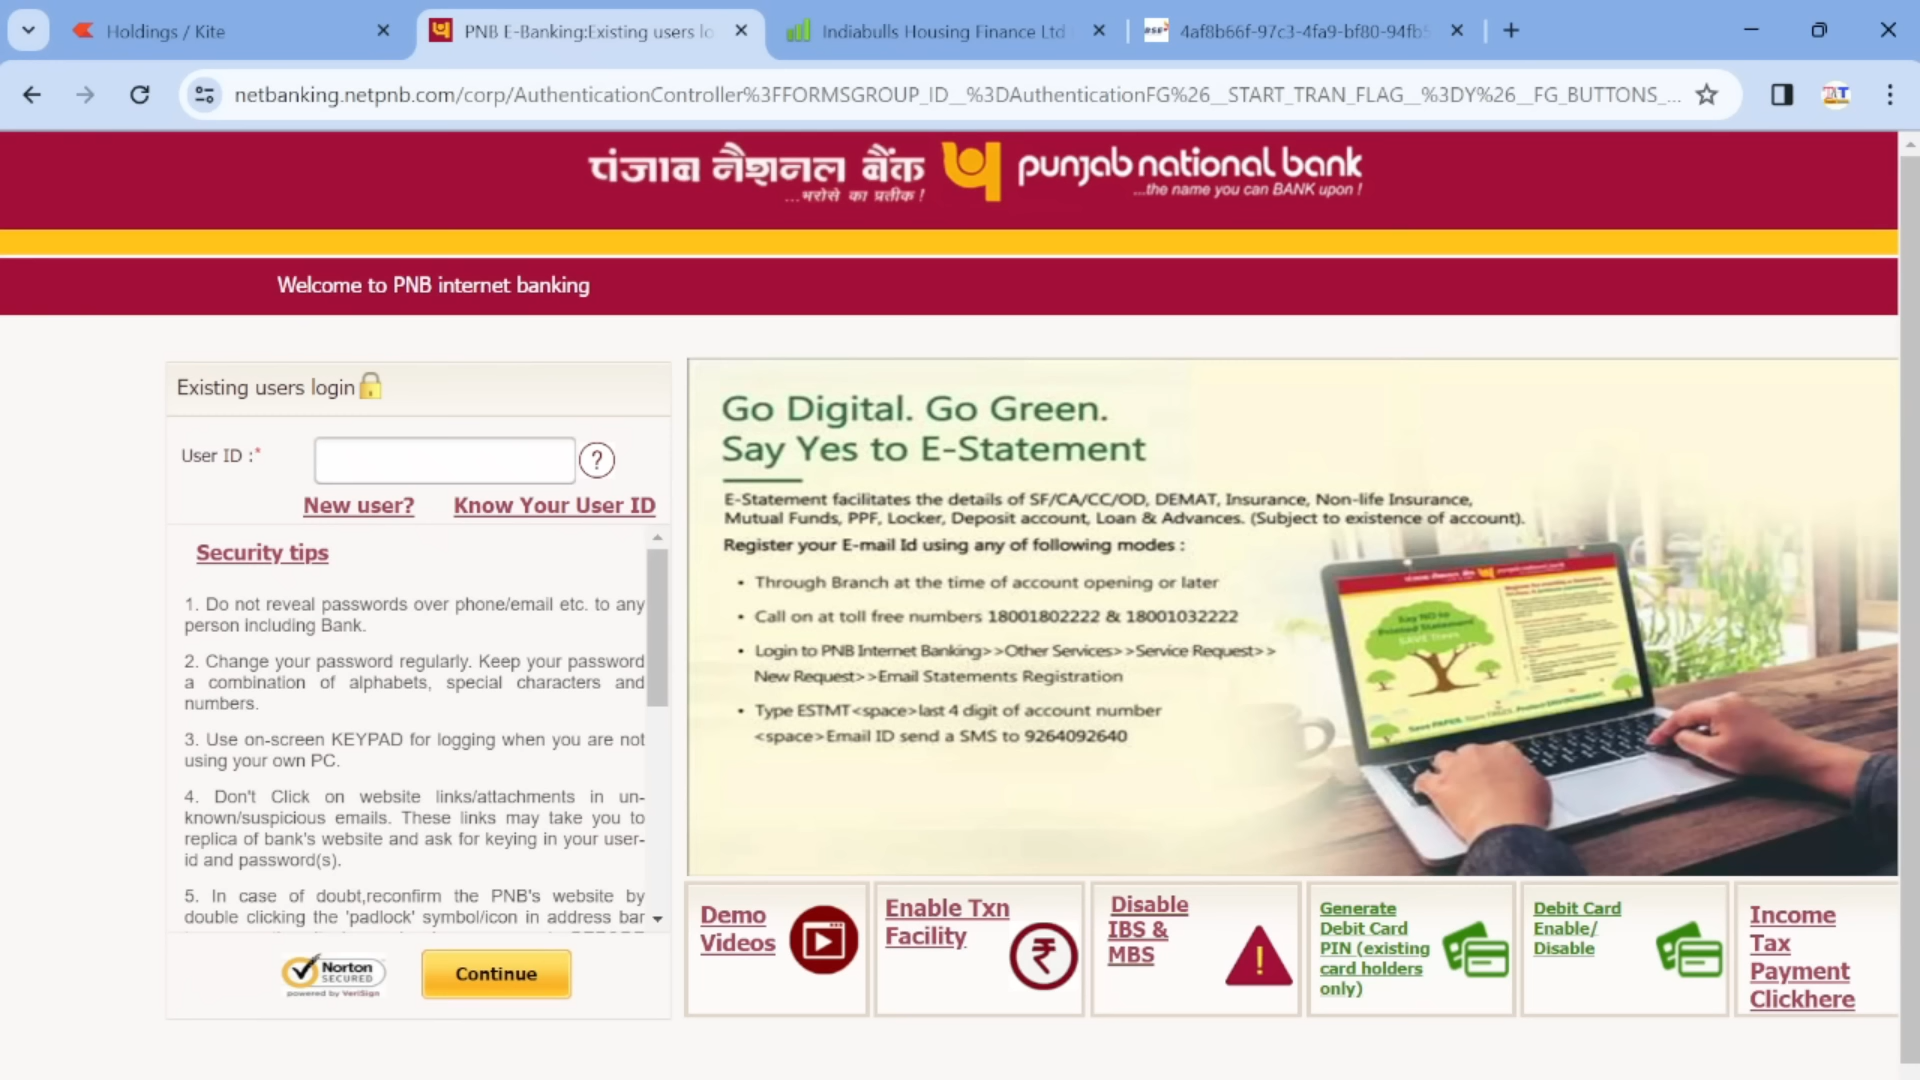 Holdings / Kite
PNB E-Banking:Existing users lo
Indiabulls Housing Finance Ltd
4af8b66f-97c3-4fa9-bf80-94fb5
netbanking.netpnb.com/corp/AuthenticationController%3FFORMSGROUP_ID__%3DAuthenticationFG%26__START_TRAN_FLAG__%3DY%26__FG_BUTTONS_...
पंजाब नैशनल बैंक
...भरोसे का प्रतीक !
punjab national bank
...the name you can BANK upon !
Welcome to PNB internet banking
Existing users login
User ID :*
?
New user? Know Your User ID
Security tips
1. Do not reveal passwords over phone/email etc. to any
person including Bank.
2. Change your password regularly. Keep your password
a combination of alphabets, special characters and
numbers.
3. Use on-screen KEYPAD for logging when you are not
using your own PC.
4. Don't Click on website links/attachments in un-
known/suspicious emails. These links may take you to
replica of bank's website and ask for keying in your user-
id and password(s).
5. In case of doubt,reconfirm the PNB's website by
double clicking the 'padlock' symbol/icon in address bar
Norton
SECURED
powered by VeriSign
Continue
Go Digital. Go Green.
Say Yes to E-Statement
E-Statement facilitates the details of SF/CA/CC/OD, DEMAT, Insurance, Non-life Insurance,
Mutual Funds, PPF, Locker, Deposit account, Loan & Advances. (Subject to existence of account).
Register your E-mail Id using any of following modes :
• Through Branch at the time of account opening or later
• Call on at toll free numbers 18001802222 & 18001032222
• Login to PNB Internet Banking>>Other Services>>Service Request>>
New Request>>Email Statements Registration
• Type ESTMT<space>last 4 digit of account number
<space>Email ID send a SMS to 9264092640
punjab national bank
Say NO to
Printed Statement
SAVE Trees
Demo
Videos
Enable Txn
Facility
Disable
IBS &
MBS
Generate
Debit Card
PIN (existing
card holders
only)
Debit Card
Enable/
Disable
Income
Tax
Payment
Clickhere